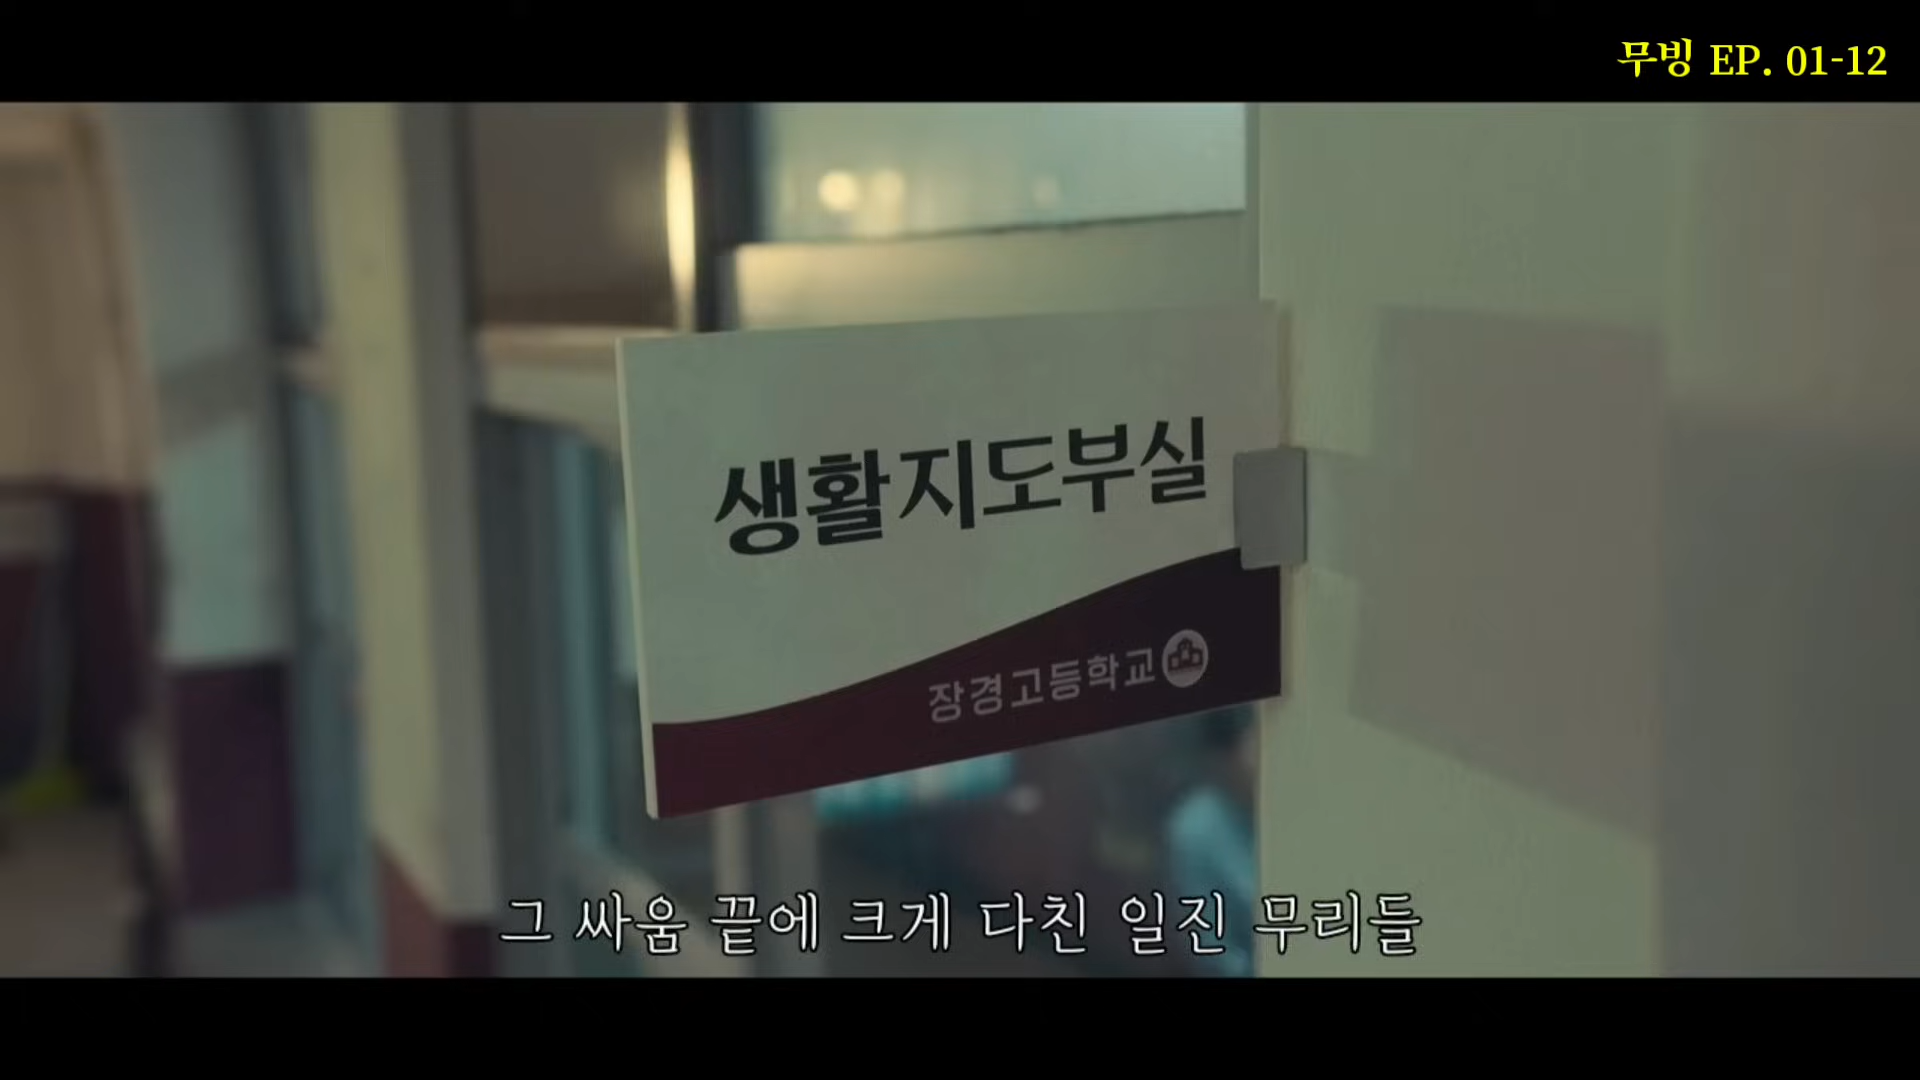 무빙 EP. 01-12
생활지도부실
장경고등학교
그 싸움 끝에 크게 다친 일진 무리들